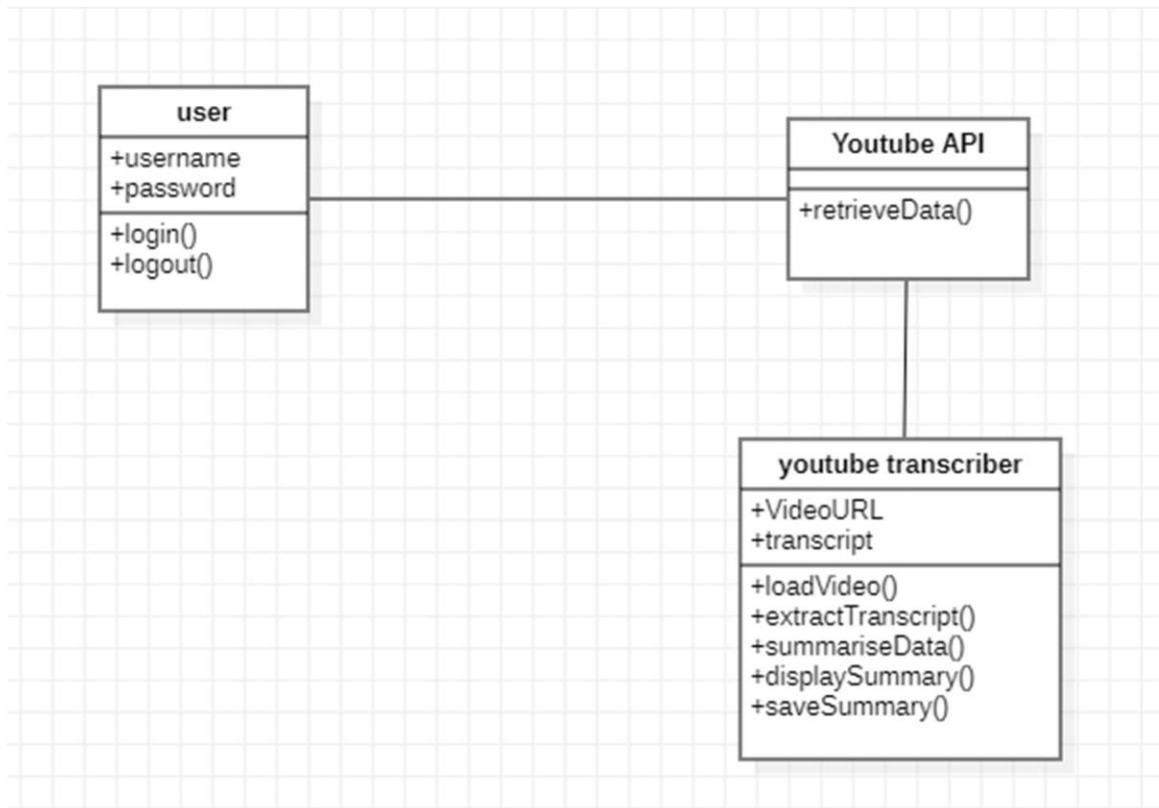 user
+username
+password
+login()
+logout()
Youtube API
+retrieveData()
youtube transcriber
+VideoURL
+transcript
+loadVideo()
+extractTranscript()
+summariseData()
+displaySummary()
+saveSummary()